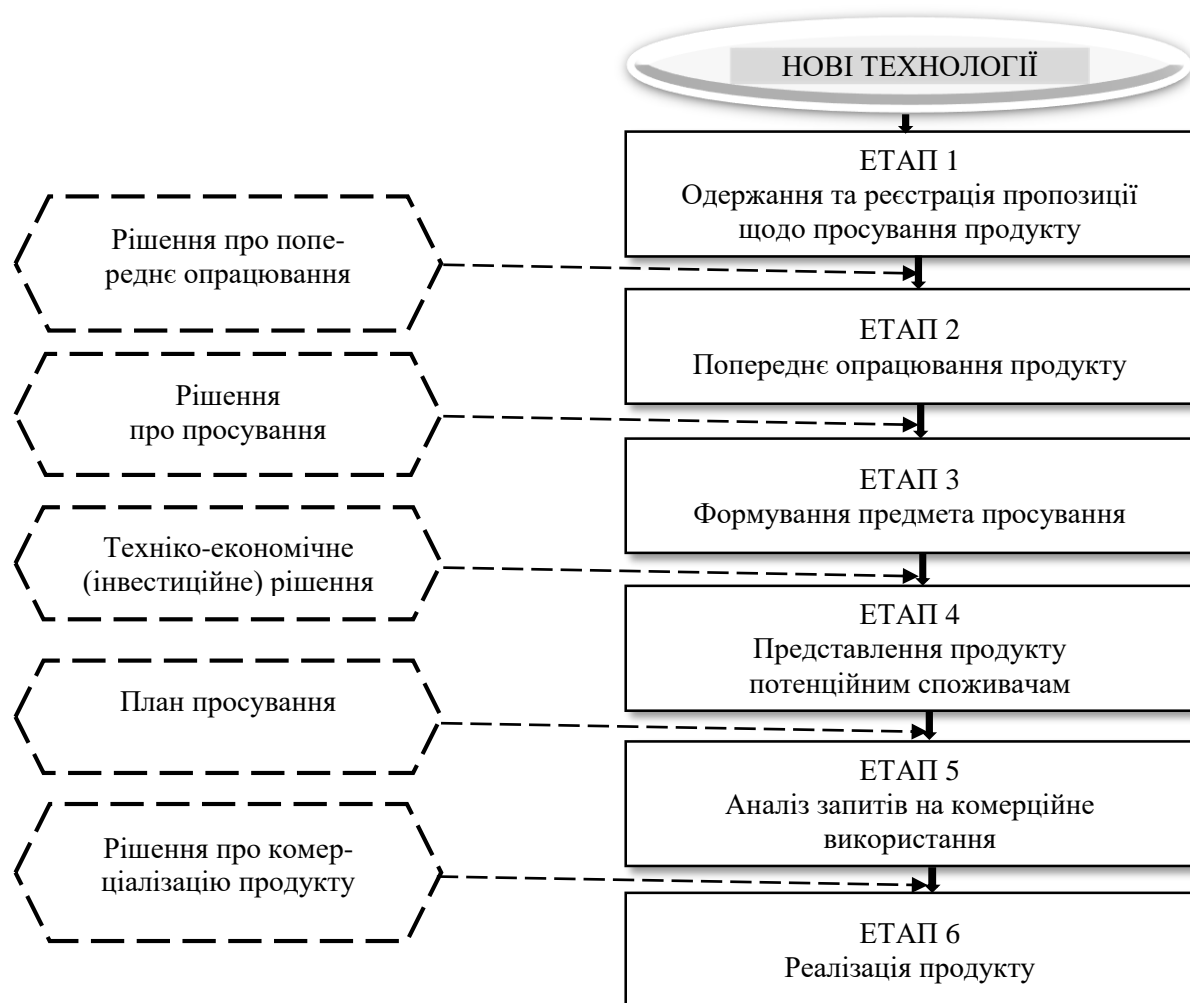 НОВІ ТЕХНОЛОГІЇ
ЕТАП 1
Одержання та реєстрація пропозиції
щодо просування продукту
Рішення про попе-
реднє опрацювання
ЕТАП 2
Попереднє опрацювання продукту
Рішення
про просування
ЕТАП 3
Формування предмета просування
Техніко-економічне
(інвестиційне) рішення
ЕТАП 4
Представлення продукту
потенційним споживачам
План просування
ЕТАП 5
Аналіз запитів на комерційне
використання
Рішення про комер-
ціалізацію продукту
ЕТАП 6
Реалізація продукту